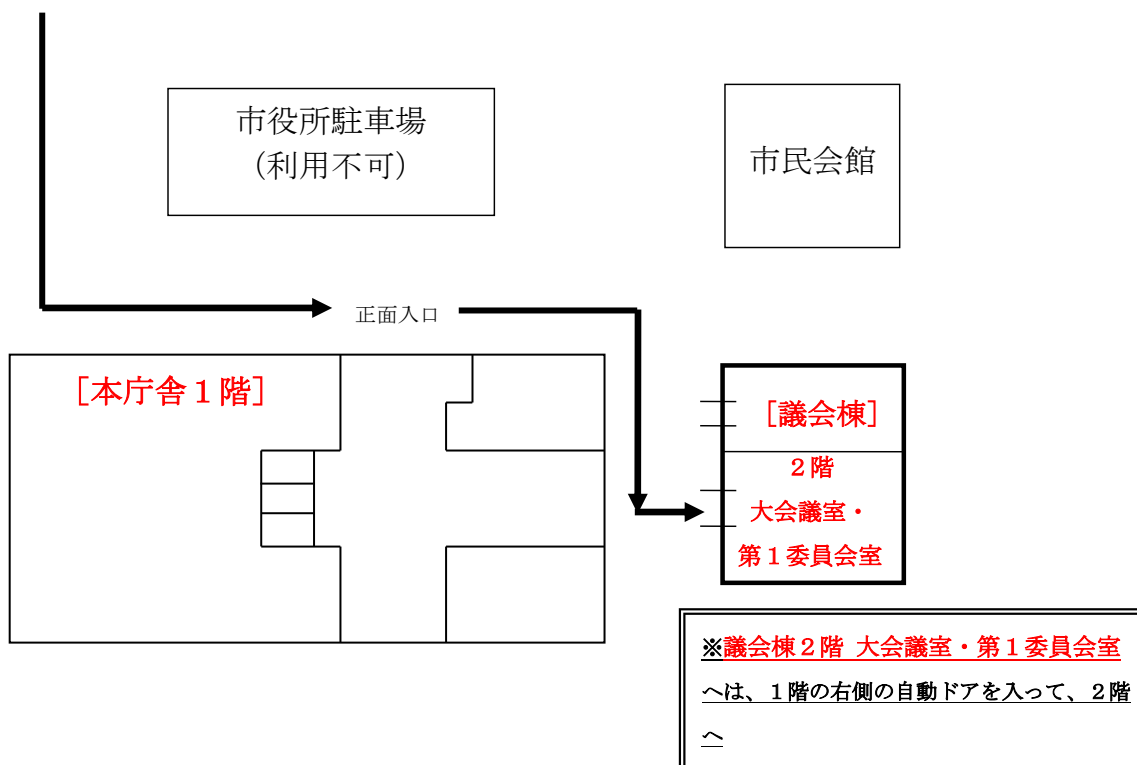 市役所駐車場
（利用不可）
市民会館
正面入口
［本庁舎１階］
［議会棟］
２階
大会議室・
第１委員会室
※議会棟２階 大会議室・第１委員会室
へは、１階の右側の自動ドアを入って、２階
へ